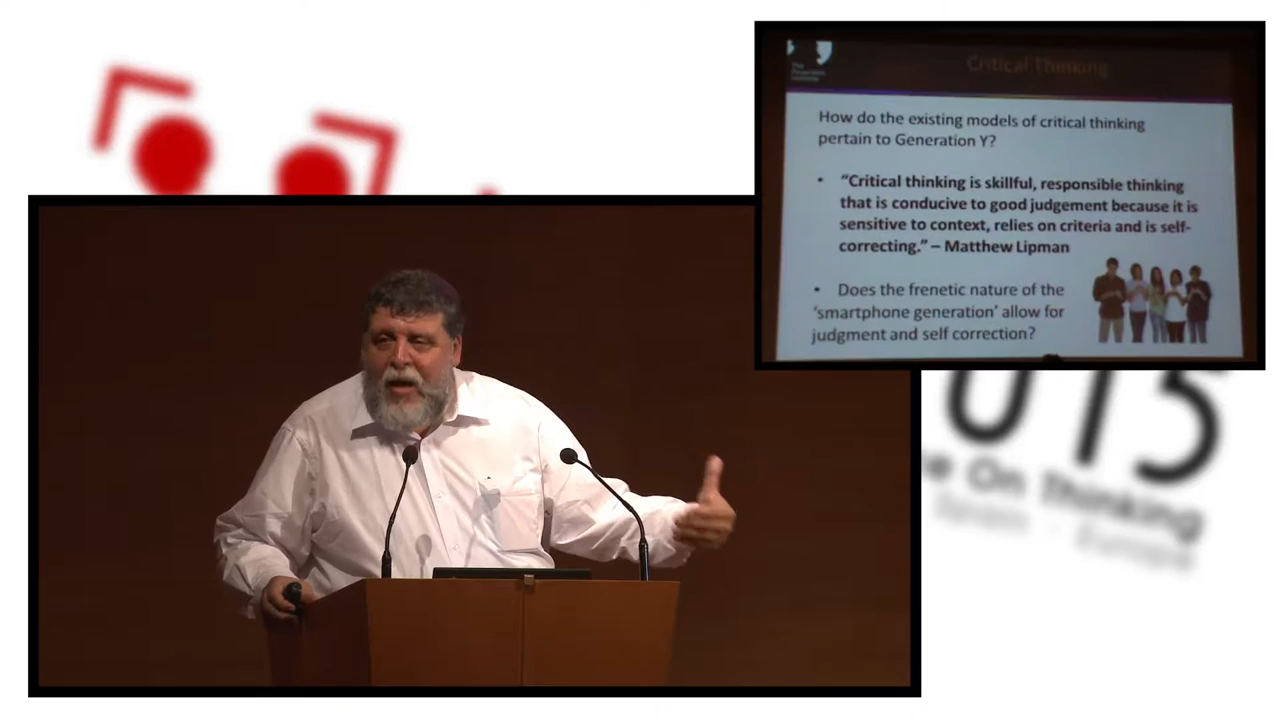 Critical Thinking
How do the existing models of critical thinking
pertain to Generation Y?
• “Critical thinking is skillful, responsible thinking
that is conducive to good judgement because it is
sensitive to context, relies on criteria and is self-
correcting.” – Matthew Lipman
• Does the frenetic nature of the
‘smartphone generation’ allow for
judgment and self correction?
015
On Thinking
Spain - Europe